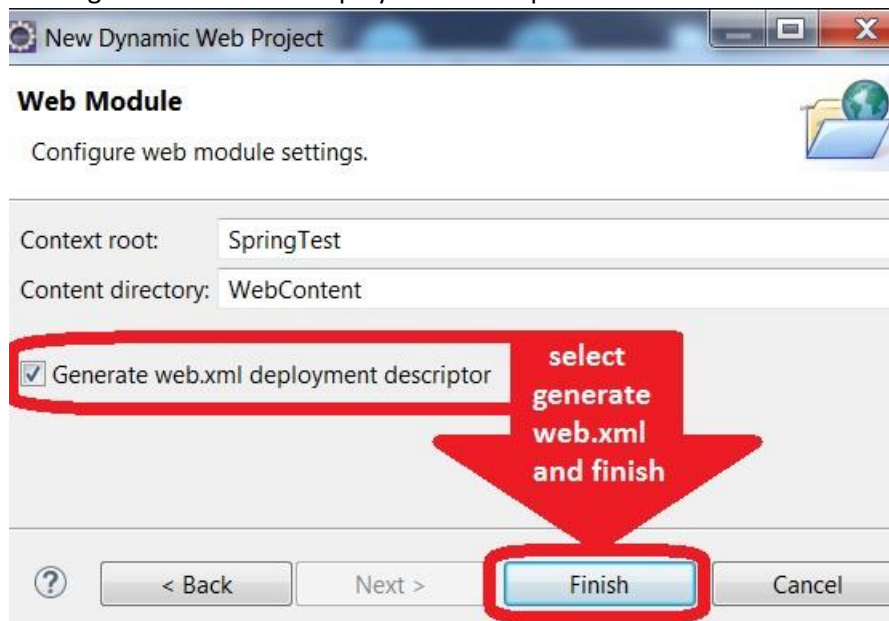 New Dynamic Web Project
Web Module
Configure web module settings.
Context root: SpringTest
Content directory: WebContent
Generate web.xml deployment descriptor
select
generate
web.xml
and finish
? < Back Next > Finish Cancel